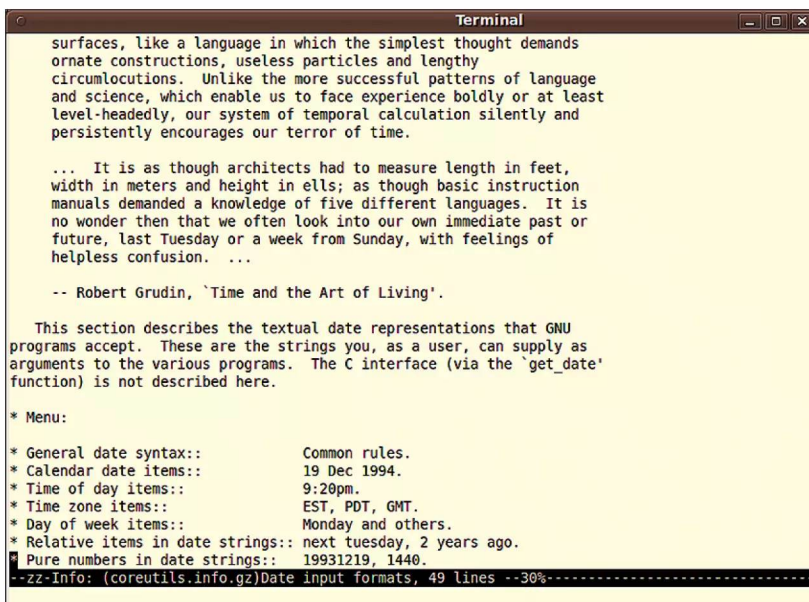 Terminal
surfaces, like a language in which the simplest thought demands
ornate constructions, useless particles and lengthy
circumlocutions.  Unlike the more successful patterns of language
and science, which enable us to face experience boldly or at least
level-headedly, our system of temporal calculation silently and
persistently encourages our terror of time.
...  It is as though architects had to measure length in feet,
width in meters and height in ells; as though basic instruction
manuals demanded a knowledge of five different languages.  It is
no wonder then that we often look into our own immediate past or
future, last Tuesday or a week from Sunday, with feelings of
helpless confusion.  ...
-- Robert Grudin, `Time and the Art of Living'.
This section describes the textual date representations that GNU
programs accept.  These are the strings you, as a user, can supply as
arguments to the various programs.  The C interface (via the `get_date'
function) is not described here.
* Menu:
* General date syntax::            Common rules.
* Calendar date items::            19 Dec 1994.
* Time of day items::              9:20pm.
* Time zone items::                EST, PDT, GMT.
* Day of week items::              Monday and others.
* Relative items in date strings:: next tuesday, 2 years ago.
* Pure numbers in date strings::   19931219, 1440.
--zz-Info: (coreutils.info.gz)Date input formats, 49 lines --30%--------------------------------